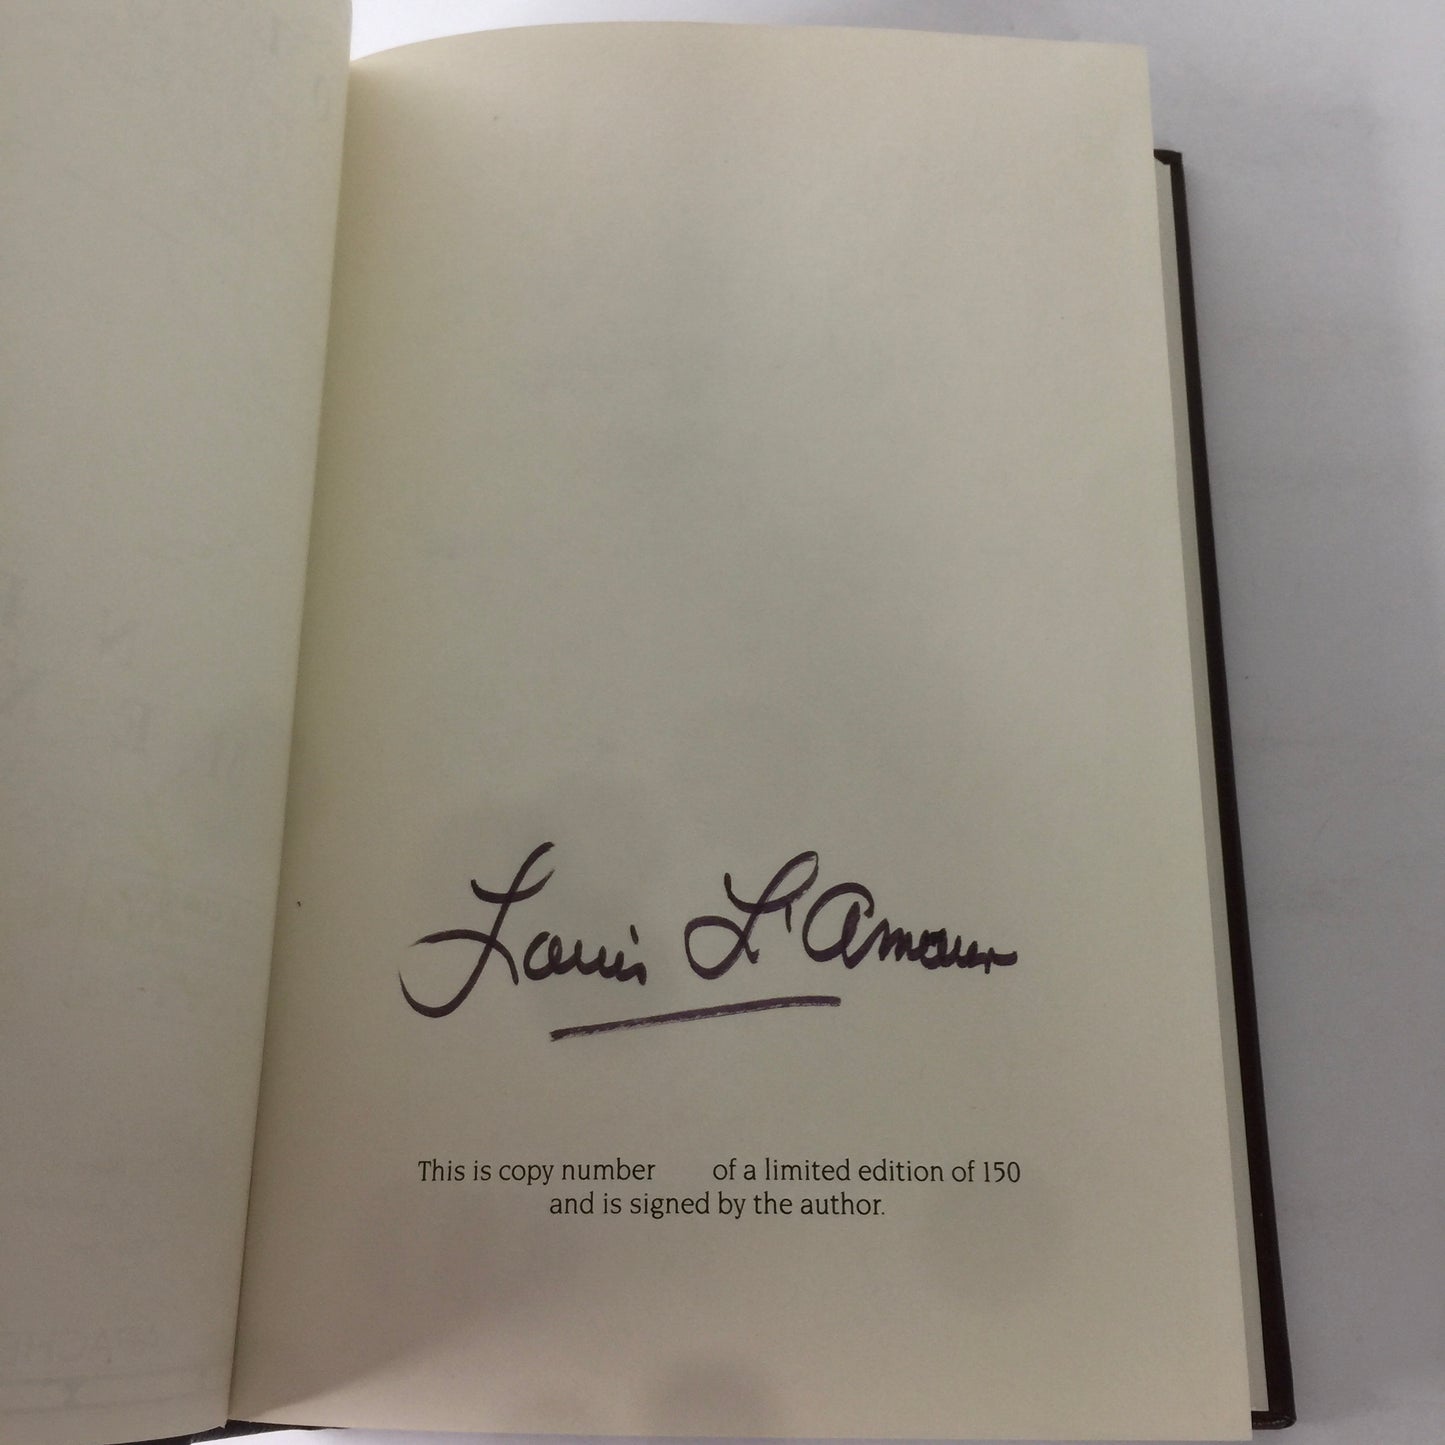 Louis L'Amour
This is copy number of a limited edition of 150
and is signed by the author.